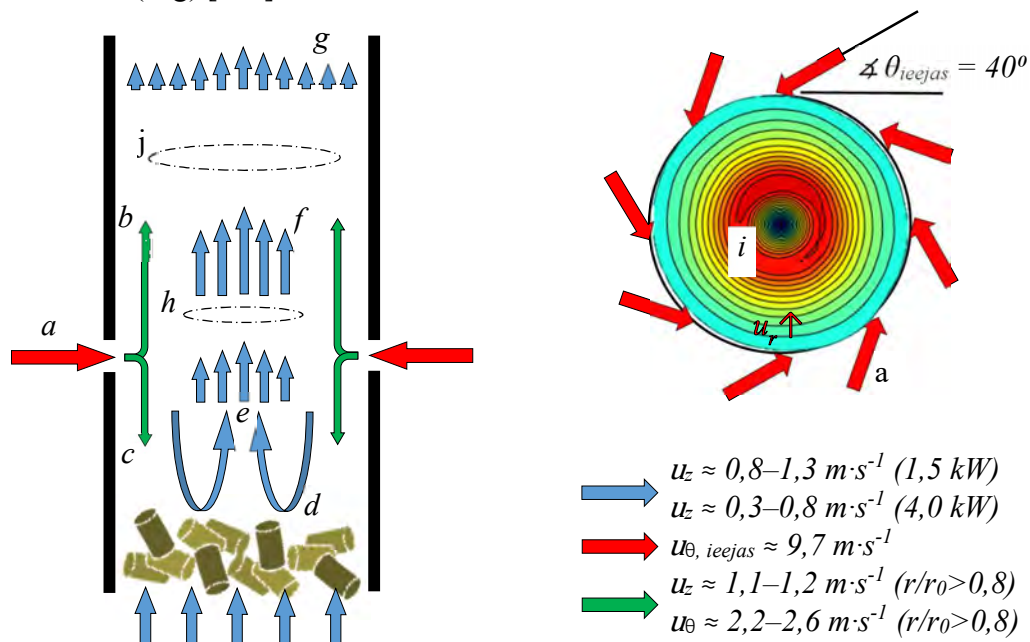 g
∡ θieejas = 40º
j
b
f
i
h
a
ur
a
e
c
d
uz ≈ 0,8–1,3 m·s-1 (1,5 kW)
uz ≈ 0,3–0,8 m·s-1 (4,0 kW)
uθ, ieejas ≈ 9,7 m·s-1
uz ≈ 1,1–1,2 m·s-1 (r/r0>0,8)
uθ ≈ 2,2–2,6 m·s-1 (r/r0>0,8)